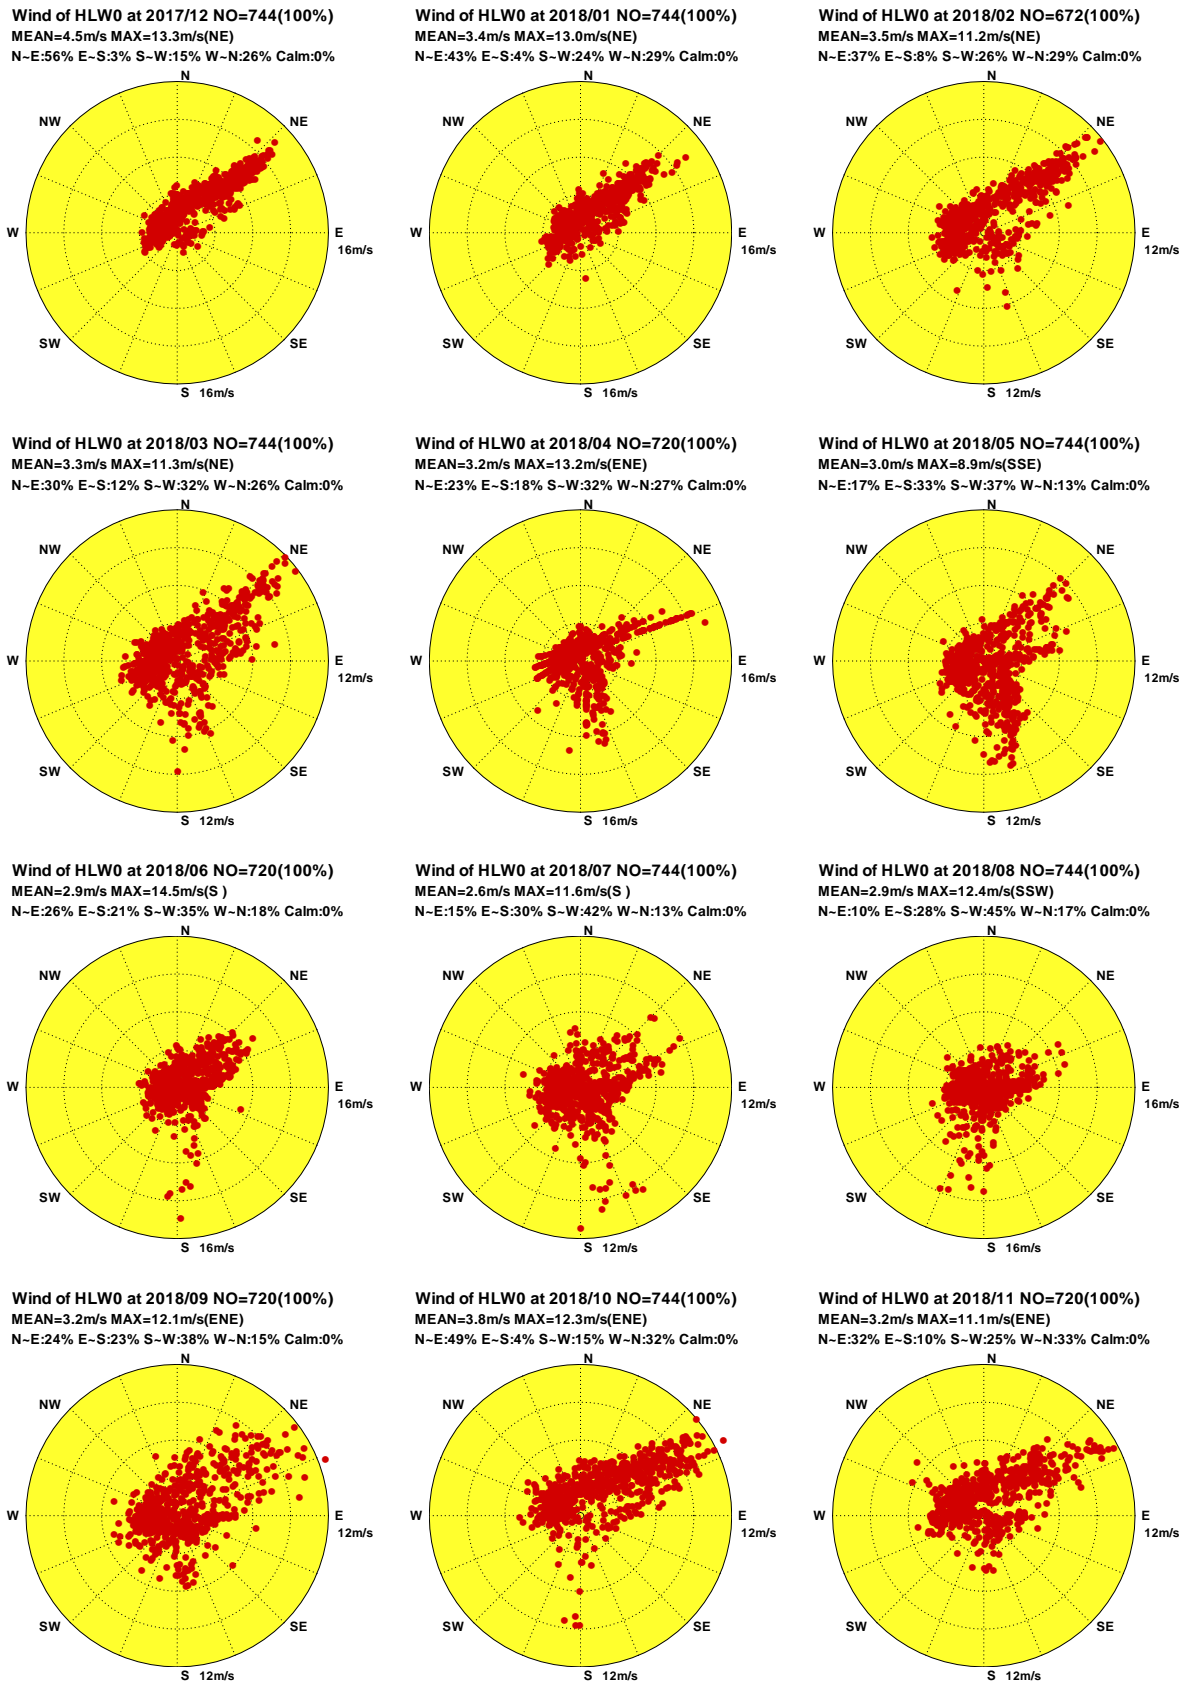 Wind of HLW0 at 2017/12 NO=744(100%)
MEAN=4.5m/s MAX=13.3m/s(NE)
N~E:56% E~S:3% S~W:15% W~N:26% Calm:0%
N
NW
NE
W
E
16m/s
SW
SE
S 16m/s
Wind of HLW0 at 2018/01 NO=744(100%)
MEAN=3.4m/s MAX=13.0m/s(NE)
N~E:43% E~S:4% S~W:24% W~N:29% Calm:0%
N
NW
NE
W
E
16m/s
SW
SE
S 16m/s
Wind of HLW0 at 2018/02 NO=672(100%)
MEAN=3.5m/s MAX=11.2m/s(NE)
N~E:37% E~S:8% S~W:26% W~N:29% Calm:0%
N
NW
NE
W
E
12m/s
SW
SE
S 12m/s
Wind of HLW0 at 2018/03 NO=744(100%)
MEAN=3.3m/s MAX=11.3m/s(NE)
N~E:30% E~S:12% S~W:32% W~N:26% Calm:0%
N
NW
NE
W
E
12m/s
SW
SE
S 12m/s
Wind of HLW0 at 2018/04 NO=720(100%)
MEAN=3.2m/s MAX=13.2m/s(ENE)
N~E:23% E~S:18% S~W:32% W~N:27% Calm:0%
N
NW
NE
W
E
16m/s
SW
SE
S 16m/s
Wind of HLW0 at 2018/05 NO=744(100%)
MEAN=3.0m/s MAX=8.9m/s(SSE)
N~E:17% E~S:33% S~W:37% W~N:13% Calm:0%
N
NW
NE
W
E
12m/s
SW
SE
S 12m/s
Wind of HLW0 at 2018/06 NO=720(100%)
MEAN=2.9m/s MAX=14.5m/s(S )
N~E:26% E~S:21% S~W:35% W~N:18% Calm:0%
N
NW
NE
W
E
16m/s
SW
SE
S 16m/s
Wind of HLW0 at 2018/07 NO=744(100%)
MEAN=2.6m/s MAX=11.6m/s(S )
N~E:15% E~S:30% S~W:42% W~N:13% Calm:0%
N
NW
NE
W
E
12m/s
SW
SE
S 12m/s
Wind of HLW0 at 2018/08 NO=744(100%)
MEAN=2.9m/s MAX=12.4m/s(SSW)
N~E:10% E~S:28% S~W:45% W~N:17% Calm:0%
N
NW
NE
W
E
16m/s
SW
SE
S 16m/s
Wind of HLW0 at 2018/09 NO=720(100%)
MEAN=3.2m/s MAX=12.1m/s(ENE)
N~E:24% E~S:23% S~W:38% W~N:15% Calm:0%
N
NW
NE
W
E
12m/s
SW
SE
S 12m/s
Wind of HLW0 at 2018/10 NO=744(100%)
MEAN=3.8m/s MAX=12.3m/s(ENE)
N~E:49% E~S:4% S~W:15% W~N:32% Calm:0%
N
NW
NE
W
E
12m/s
SW
SE
S 12m/s
Wind of HLW0 at 2018/11 NO=720(100%)
MEAN=3.2m/s MAX=11.1m/s(ENE)
N~E:32% E~S:10% S~W:25% W~N:33% Calm:0%
N
NW
NE
W
E
12m/s
SW
SE
S 12m/s